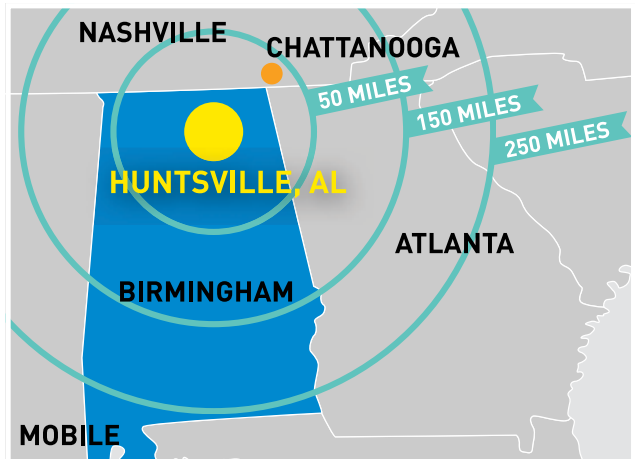 NASHVILLE
CHATTANOOGA
50 MILES
150 MILES
250 MILES
HUNTSVILLE, AL
ATLANTA
BIRMINGHAM
MOBILE